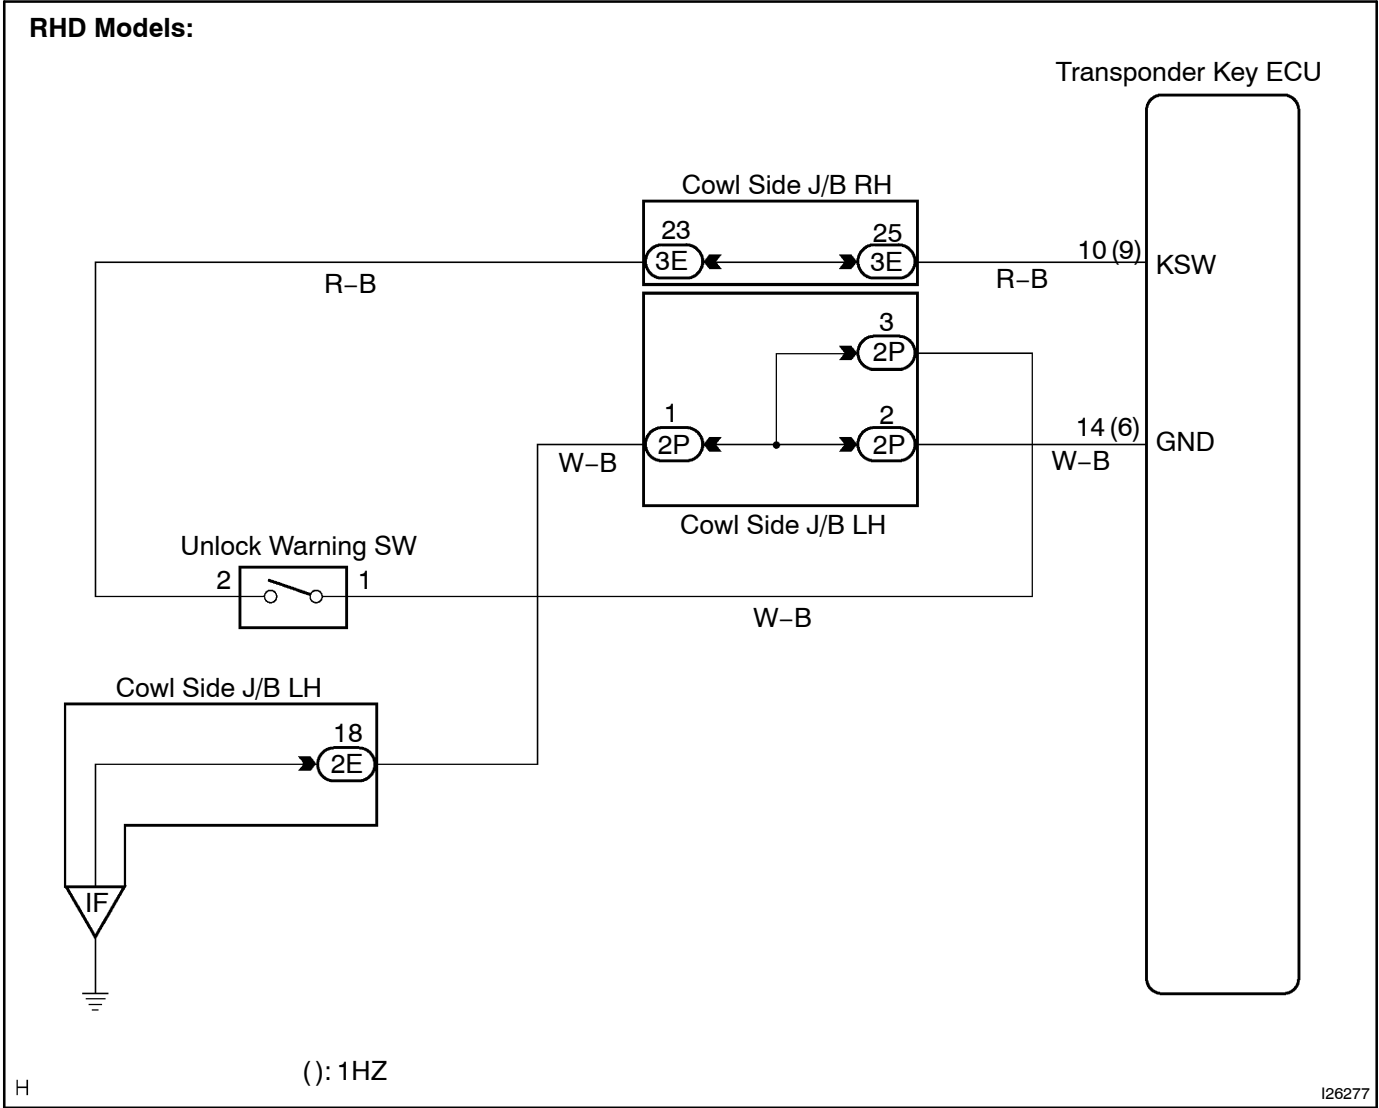 RHD Models:
Transponder Key ECU
Cowl Side J/B RH
23
25
3E
3E
10 (9)
KSW
R–B
R–B
3
2P
1
2
2P
2P
14 (6)
GND
W–B
W–B
Cowl Side J/B LH
Unlock Warning SW
2
1
W–B
Cowl Side J/B LH
18
2E
IF
( ): 1HZ
H
I26277